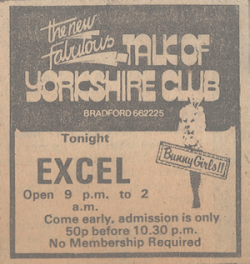 the new
fabulous TALK OF
YORKSHIRE CLUB
BRADFORD 662225
Tonight
EXCEL
Bunny Girls!!
Open 9 p.m. to 2
a.m.
Come early, admission is only
50p before 10.30 p.m.
No Membership Required